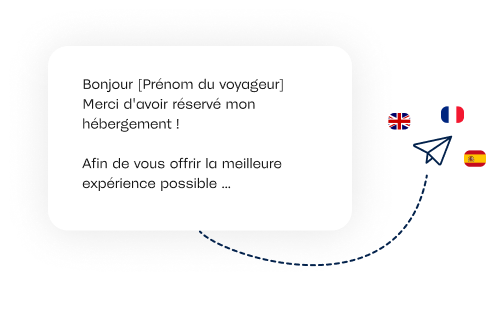 Bonjour [Prénom du voyageur]
Merci d'avoir réservé mon
hébergement !
Afin de vous offrir la meilleure
expérience possible ...